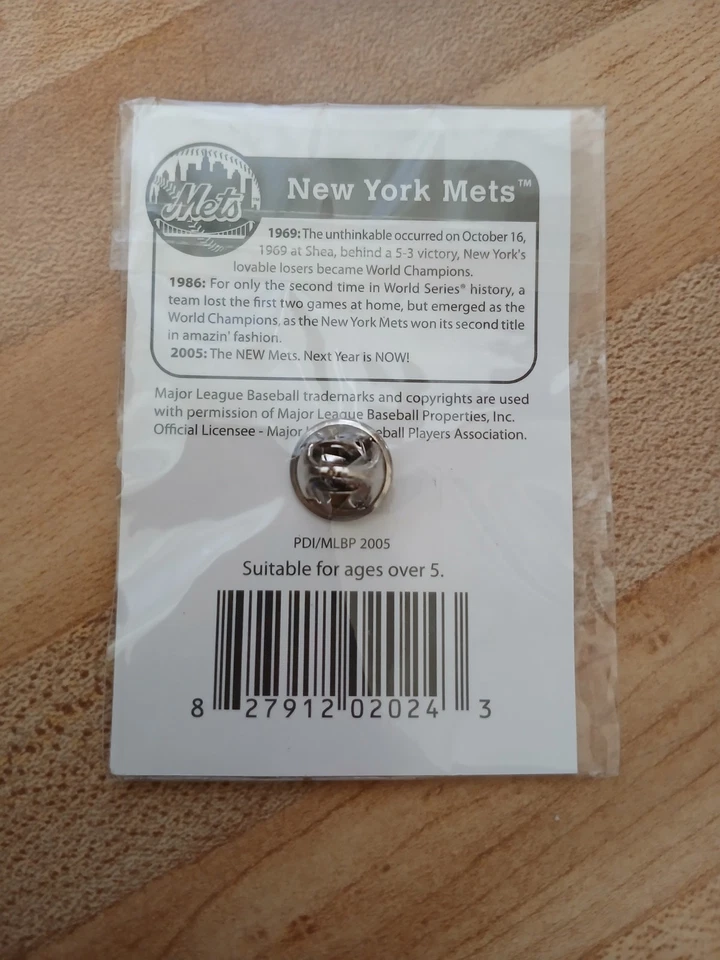 Mets
New York Mets™
1969: The unthinkable occurred on October 16,
1969 at Shea, behind a 5-3 victory, New York's
lovable losers became World Champions.
1986: For only the second time in World Series® history, a
team lost the first two games at home, but emerged as the
World Champions, as the New York Mets won its second title
in amazin' fashion.
2005: The NEW Mets. Next Year is NOW!
Major League Baseball trademarks and copyrights are used
with permission of Major League Baseball Properties, Inc.
Official Licensee - Major eball Players Association.
PDI/MLBP 2005
Suitable for ages over 5.
8 27912 02024 3